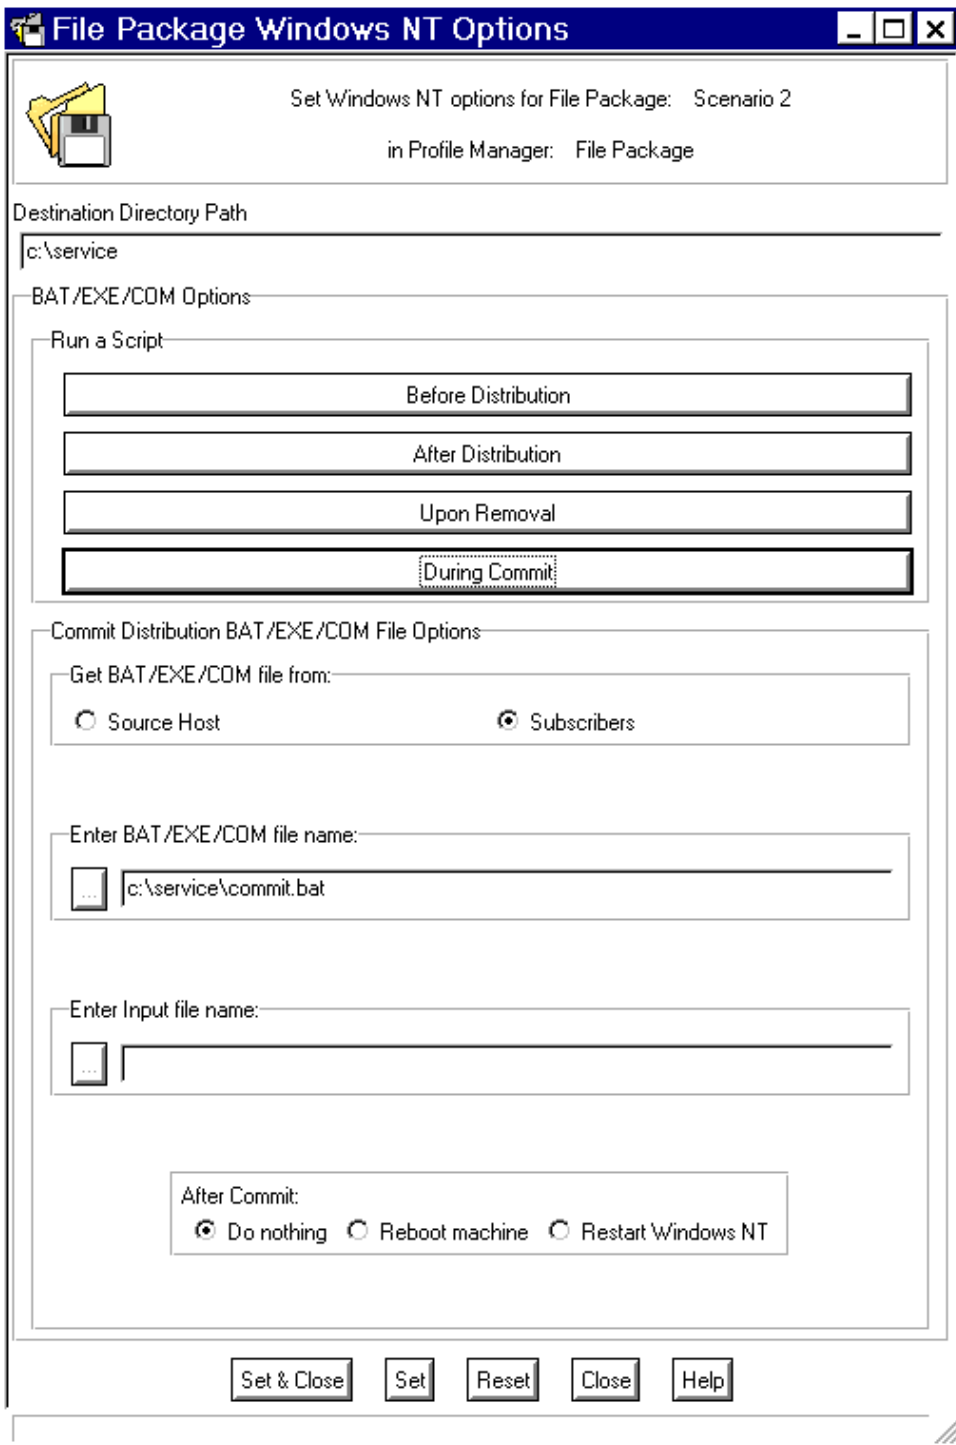 File Package Windows NT Options
Set Windows NT options for File Package: Scenario 2
in Profile Manager: File Package
Destination Directory Path
c:\service
BAT/EXE/COM Options
Run a Script
Before Distribution
After Distribution
Upon Removal
During Commit
Commit Distribution BAT/EXE/COM File Options
Get BAT/EXE/COM file from:
Source Host Subscribers
Enter BAT/EXE/COM file name:
... c:\service\commit.bat
Enter Input file name:
...
After Commit:
Do nothing Reboot machine Restart Windows NT
Set & Close Set Reset Close Help